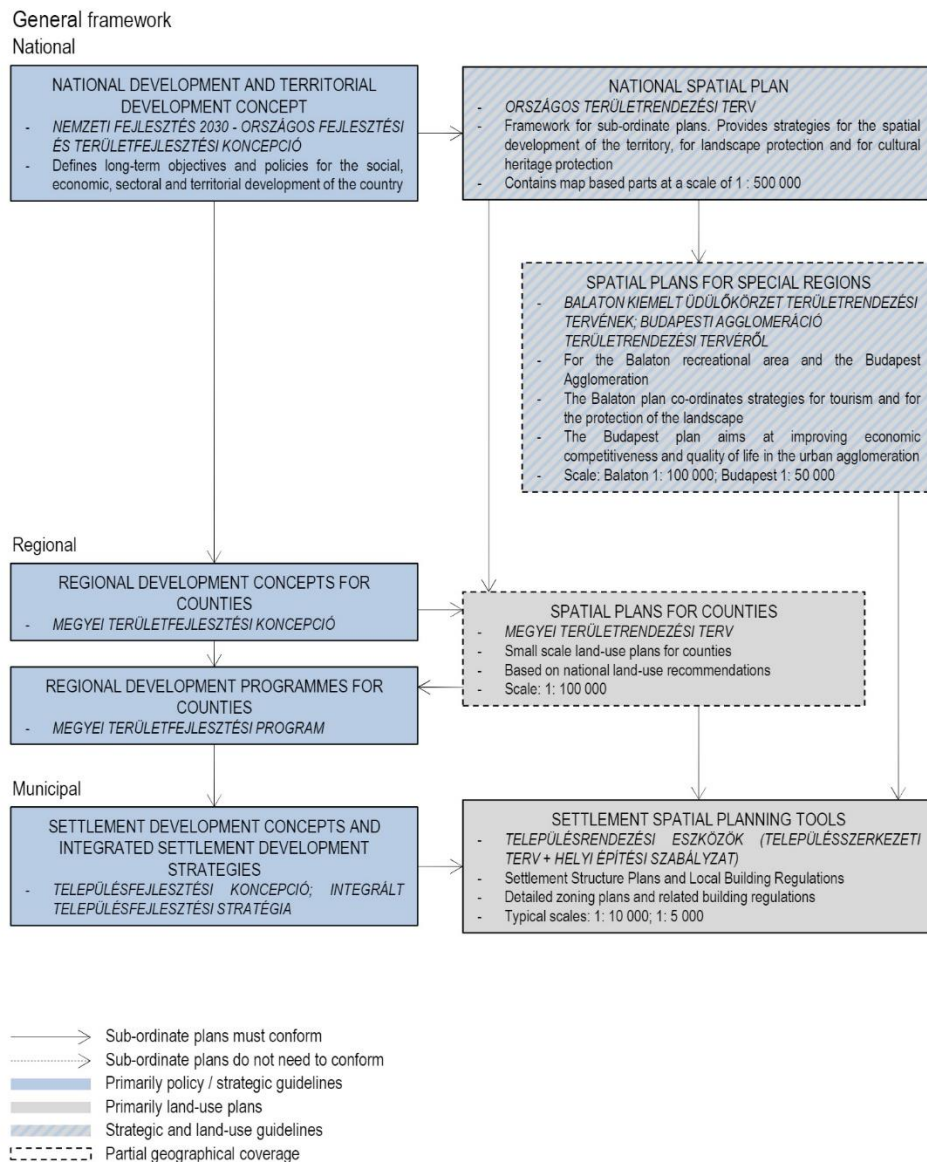 General framework
National
NATIONAL DEVELOPMENT AND TERRITORIAL
DEVELOPMENT CONCEPT
- NEMZETI FEJLESZTÉS 2030 - ORSZÁGOS FEJLESZTÉSI
ÉS TERÜLETFEJLESZTÉSI KONCEPCIÓ
- Defines long-term objectives and policies for the social,
economic, sectoral and territorial development of the country
NATIONAL SPATIAL PLAN
- ORSZÁGOS TERÜLETRENDEZÉSI TERV
- Framework for sub-ordinate plans. Provides strategies for the spatial
development of the territory, for landscape protection and for cultural
heritage protection
- Contains map based parts at a scale of 1 : 500 000
SPATIAL PLANS FOR SPECIAL REGIONS
- BALATON KIEMELT ÜDÜLŐKÖRZET TERÜLETRENDEZÉSI
TERVÉNEK; BUDAPESTI AGGLOMERÁCIÓ
TERÜLETRENDEZÉSI TERVÉRŐL
- For the Balaton recreational area and the Budapest
Agglomeration
- The Balaton plan co-ordinates strategies for tourism and for
the protection of the landscape
- The Budapest plan aims at improving economic
competitiveness and quality of life in the urban agglomeration
- Scale: Balaton 1: 100 000; Budapest 1: 50 000
Regional
REGIONAL DEVELOPMENT CONCEPTS FOR
COUNTIES
- MEGYEI TERÜLETFEJLESZTÉSI KONCEPCIÓ
SPATIAL PLANS FOR COUNTIES
- MEGYEI TERÜLETRENDEZÉSI TERV
- Small scale land-use plans for counties
- Based on national land-use recommendations
- Scale: 1: 100 000
REGIONAL DEVELOPMENT PROGRAMMES FOR
COUNTIES
- MEGYEI TERÜLETFEJLESZTÉSI PROGRAM
Municipal
SETTLEMENT DEVELOPMENT CONCEPTS AND
INTEGRATED SETTLEMENT DEVELOPMENT
STRATEGIES
- TELEPÜLÉSFEJLESZTÉSI KONCEPCIÓ; INTEGRÁLT
TELEPÜLÉSFEJLESZTÉSI STRATÉGIA
SETTLEMENT SPATIAL PLANNING TOOLS
- TELEPÜLÉSRENDEZÉSI ESZKÖZÖK (TELEPÜLÉSSZERKEZETI
TERV + HELYI ÉPÍTÉSI SZABÁLYZAT)
- Settlement Structure Plans and Local Building Regulations
- Detailed zoning plans and related building regulations
- Typical scales: 1: 10 000; 1: 5 000
Sub-ordinate plans must conform
Sub-ordinate plans do not need to conform
Primarily policy / strategic guidelines
Primarily land-use plans
Strategic and land-use guidelines
Partial geographical coverage